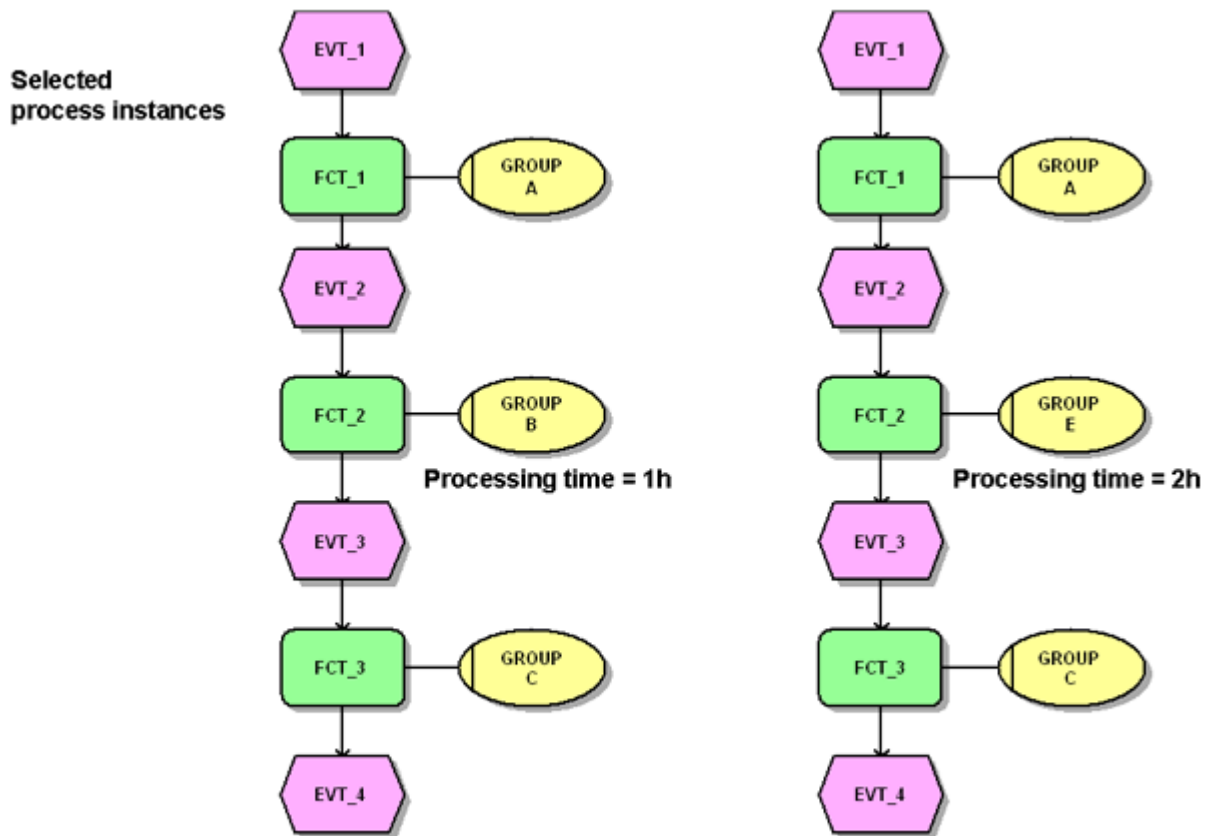 EVT_1
EVT_1
Selected
process instances
FCT_1
GROUP
A
FCT_1
GROUP
A
EVT_2
EVT_2
FCT_2
GROUP
B
FCT_2
GROUP
E
Processing time = 1h
Processing time = 2h
EVT_3
EVT_3
FCT_3
GROUP
C
FCT_3
GROUP
C
EVT_4
EVT_4